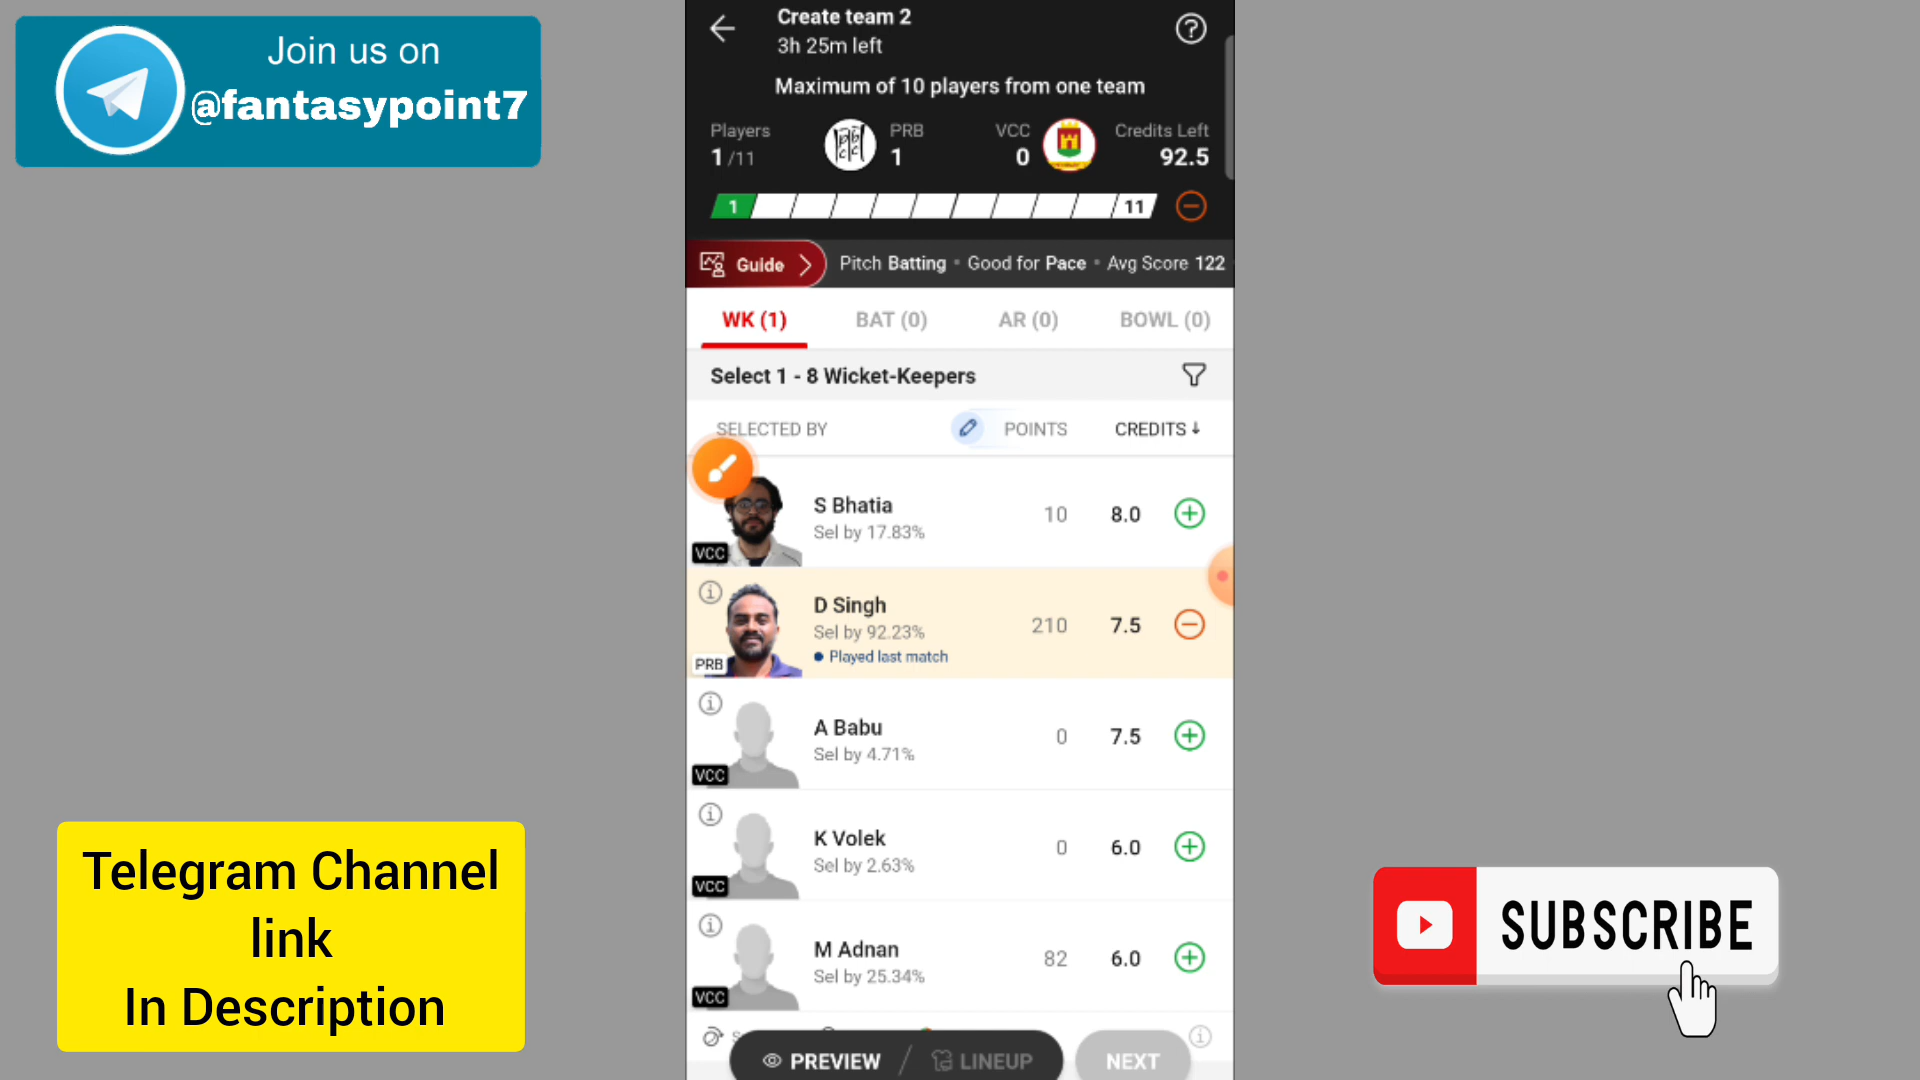 Join us on
@fantasypoint7
Create team 2
3h 25m left
Maximum of 10 players from one team
Players
1 /11
PRB
1
VCC
0
Credits Left
92.5
1
11
Guide
Pitch Batting • Good for Pace • Avg Score 122
WK (1) BAT (0) AR (0) BOWL (0)
Select 1 - 8 Wicket-Keepers
SELECTED BY POINTS CREDITS ↓
S Bhatia
Sel by 17.83%
10 8.0
VCC
D Singh
Sel by 92.23%
Played last match
210 7.5
PRB
A Babu
Sel by 4.71%
0 7.5
VCC
K Volek
Sel by 2.63%
0 6.0
VCC
M Adnan
Sel by 25.34%
82 6.0
VCC
PREVIEW / LINEUP
NEXT
Telegram Channel
link
In Description
SUBSCRIBE